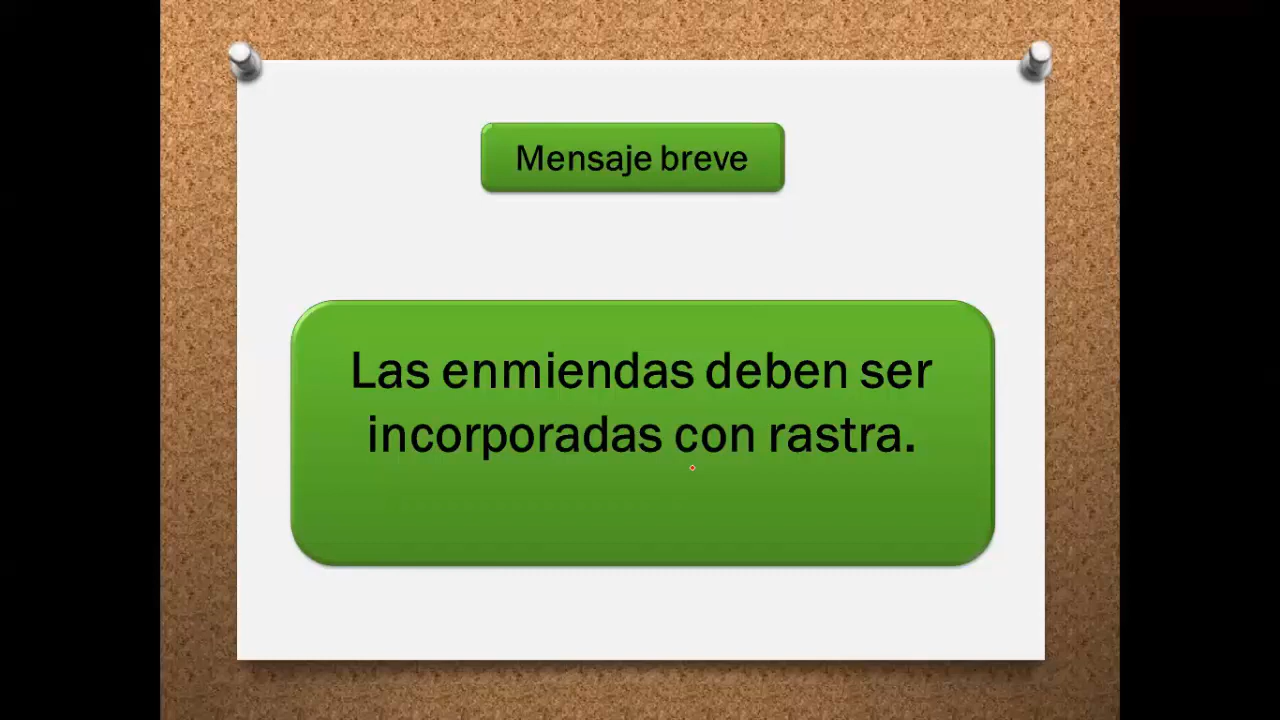 Mensaje breve
Las enmiendas deben ser
incorporadas con rastra.